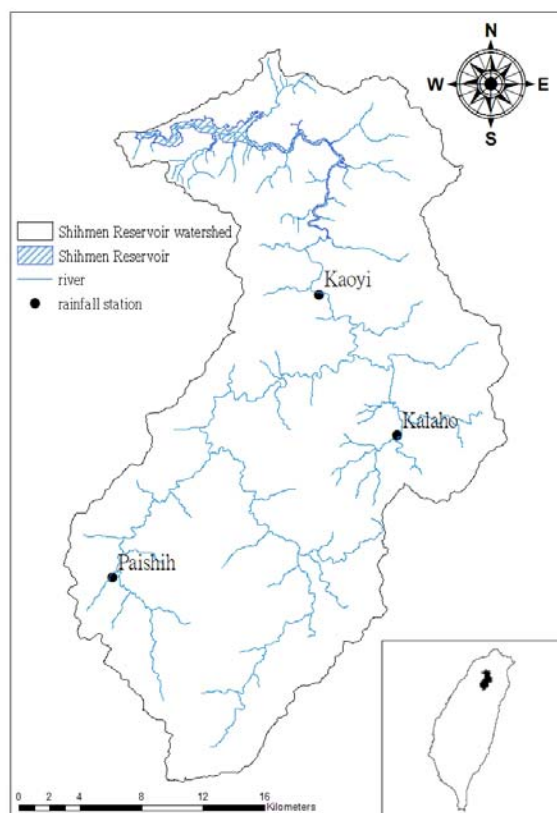 N
W E
S
Shihmen Reservoir watershed
Shihmen Reservoir
river
rainfall station
Kaoyi
Kalaho
Paishih
0 2 4 8 12 16
Kilometers